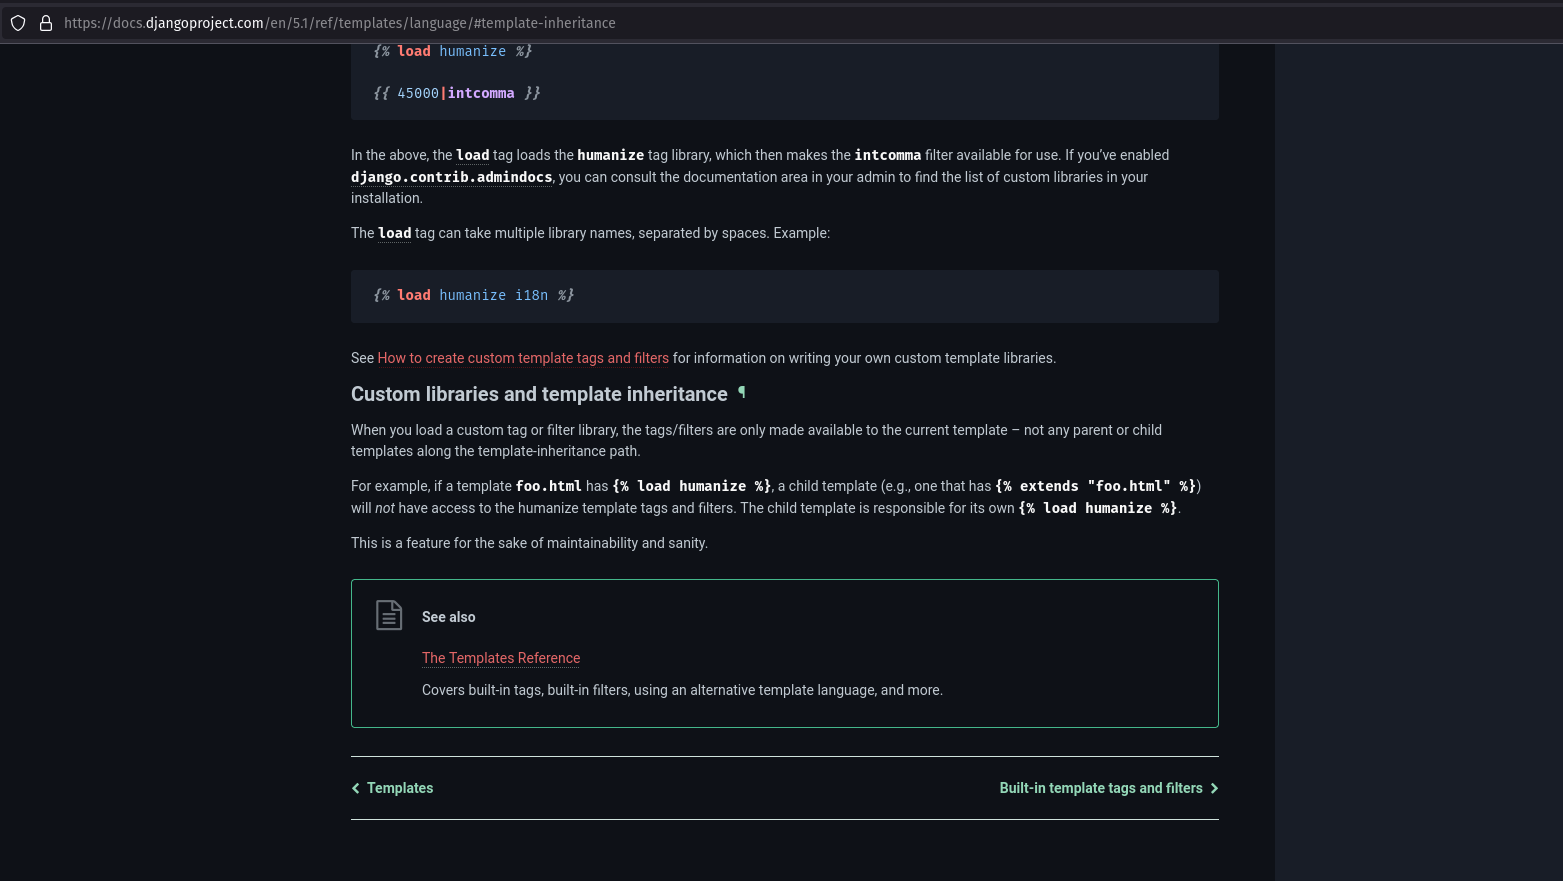 https://docs.djangoproject.com/en/5.1/ref/templates/language/#template-inheritance
{% load humanize %}
{{ 45000|intcomma }}
In the above, the load tag loads the humanize tag library, which then makes the intcomma filter available for use. If you’ve enabled
django.contrib.admindocs, you can consult the documentation area in your admin to find the list of custom libraries in your
installation.
The load tag can take multiple library names, separated by spaces. Example:
{% load humanize i18n %}
See How to create custom template tags and filters for information on writing your own custom template libraries.
Custom libraries and template inheritance ¶
When you load a custom tag or filter library, the tags/filters are only made available to the current template – not any parent or child
templates along the template-inheritance path.
For example, if a template foo.html has {% load humanize %}, a child template (e.g., one that has {% extends "foo.html" %})
will not have access to the humanize template tags and filters. The child template is responsible for its own {% load humanize %}.
This is a feature for the sake of maintainability and sanity.
See also
The Templates Reference
Covers built-in tags, built-in filters, using an alternative template language, and more.
Templates
Built-in template tags and filters